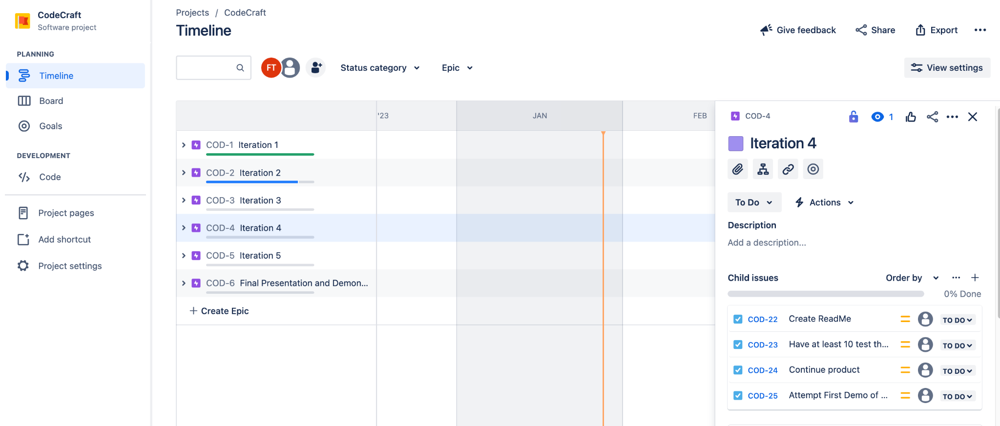 CodeCraft
Software project
PLANNING
Timeline
Board
Goals
DEVELOPMENT
Code
Project pages
Add shortcut
Project settings
Projects / CodeCraft
Timeline
Give feedback
Share
Export
FT
Status category
Epic
View settings
'23
JAN
FEB
COD-1 Iteration 1
COD-2 Iteration 2
COD-3 Iteration 3
COD-4 Iteration 4
COD-5 Iteration 5
COD-6 Final Presentation and Demon...
Create Epic
COD-4
1
Iteration 4
To Do
Actions
Description
Add a description...
Child issues
Order by
0% Done
COD-22 Create ReadMe TO DO
COD-23 Have at least 10 test th... TO DO
COD-24 Continue product TO DO
COD-25 Attempt First Demo of ... TO DO